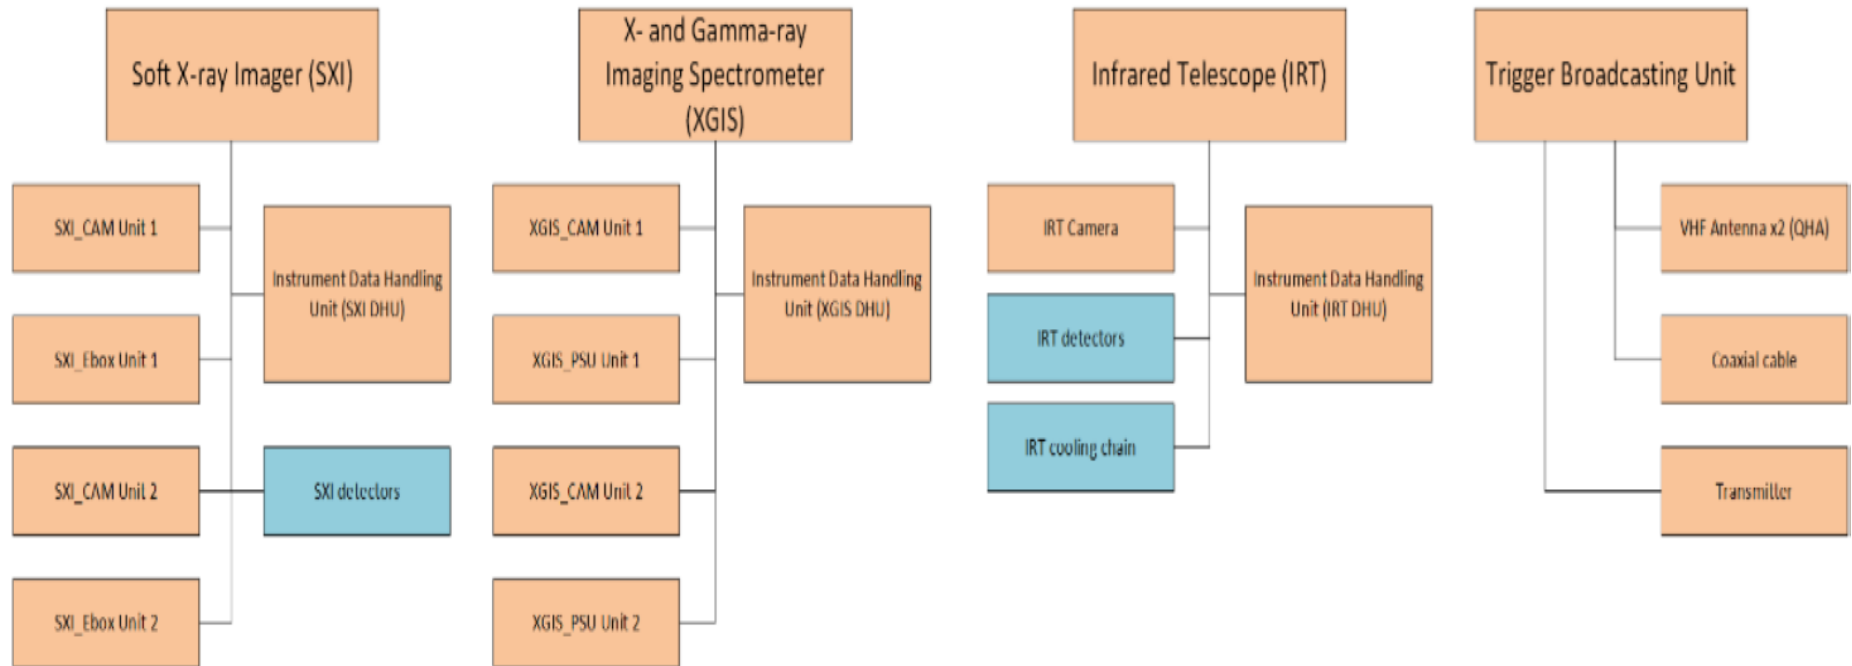 Soft X-ray Imager (SXI)
SXI_CAM Unit 1
SXI_Ebox Unit 1
SXI_CAM Unit 2
SXI_Ebox Unit 2
Instrument Data Handling
Unit (SXI DHU)
SXI detectors
X- and Gamma-ray
Imaging Spectrometer
(XGIS)
XGIS_CAM Unit 1
XGIS_PSU Unit 1
XGIS_CAM Unit 2
XGIS_PSU Unit 2
Instrument Data Handling
Unit (XGIS DHU)
Infrared Telescope (IRT)
IRT Camera
IRT detectors
IRT cooling chain
Instrument Data Handling
Unit (IRT DHU)
Trigger Broadcasting Unit
VHF Antenna x2 (QHA)
Coaxial cable
Transmitter